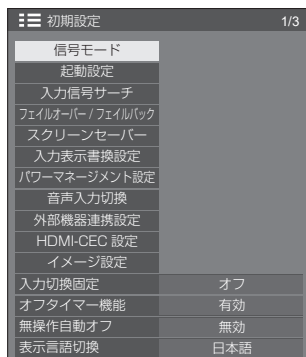 初期設定 1/3
信号モード
起動設定
入力信号サーチ
フェイルオーバー / フェイルバック
スクリーンセーバー
入力表示書換設定
パワーマネージメント設定
音声入力切換
外部機器連携設定
HDMI-CEC 設定
イメージ設定
入力切換固定 オフ
オフタイマー機能 有効
無操作自動オフ 無効
表示言語切換 日本語